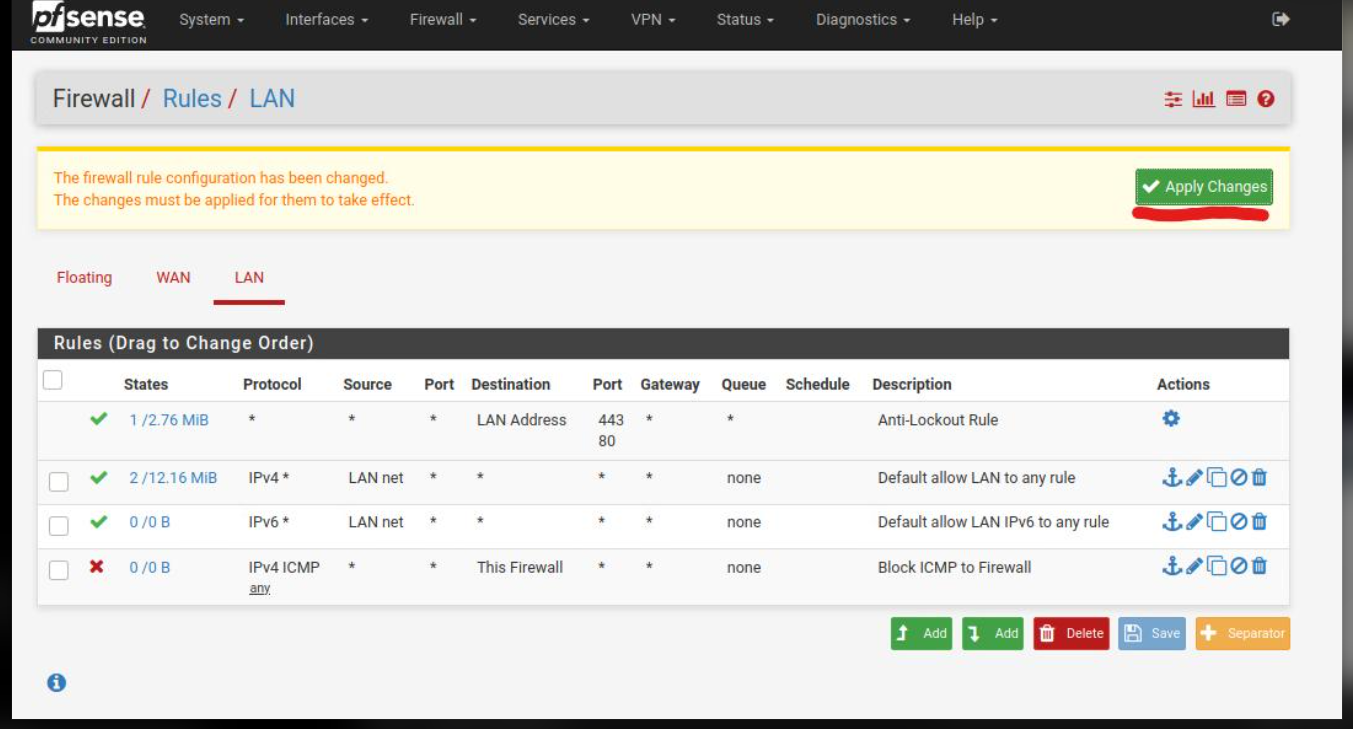 pfsense System Interfaces Firewall Services VPN Status Diagnostics Help
COMMUNITY EDITION
Firewall / Rules / LAN
The firewall rule configuration has been changed.
The changes must be applied for them to take effect.
Apply Changes
Floating WAN LAN
Rules (Drag to Change Order)
States Protocol Source Port Destination Port Gateway Queue Schedule Description Actions
1 /2.76 MiB * * * LAN Address 443 * * Anti-Lockout Rule
80
2 /12.16 MiB IPv4 * LAN net * * * * none Default allow LAN to any rule
0 /0 B IPv6 * LAN net * * * * none Default allow LAN IPv6 to any rule
0 /0 B IPv4 ICMP * * This Firewall * * none Block ICMP to Firewall
any
Add Add Delete Save Separator